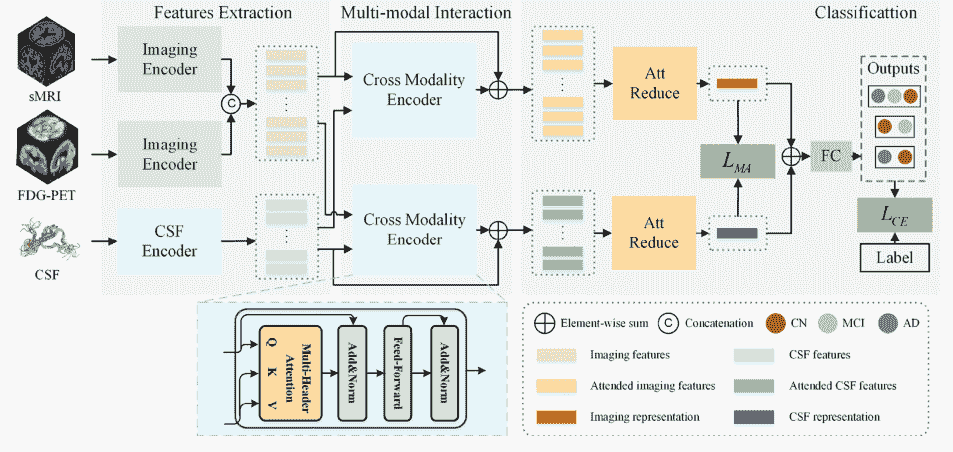 Features Extraction
Multi-modal Interaction
Classificattion
sMRI
Imaging
Encoder
C
FDG-PET
Imaging
Encoder
CSF
CSF
Encoder
Cross Modality
Encoder
Cross Modality
Encoder
Att
Reduce
Att
Reduce
L_MA
FC
Outputs
L_CE
Label
Q
K
V
Multi-Header
Attention
Add&Norm
Feed-Forward
Add&Norm
Element-wise sum
C
Concatenation
CN
MCI
AD
Imaging features
CSF features
Attended imaging features
Attended CSF features
Imaging representation
CSF representation